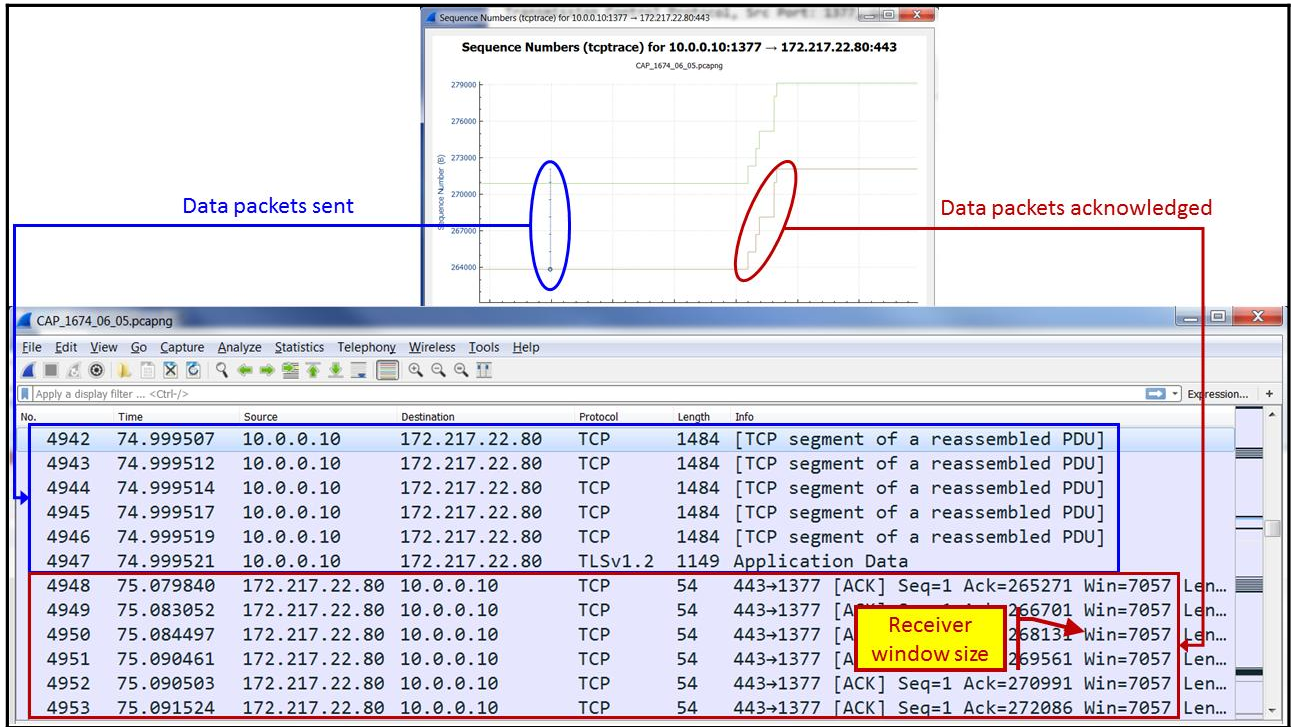 Sequence Numbers (tcptrace) for 10.0.0.10:1377 → 172.217.22.80:443
Sequence Numbers (tcptrace) for 10.0.0.10:1377 → 172.217.22.80:443
CAP_1674_06_05.pcapng
279000
276000
273000
270000
267000
264000
Sequence Number (B)
Data packets sent
Data packets acknowledged
CAP_1674_06_05.pcapng
File Edit View Go Capture Analyze Statistics Telephony Wireless Tools Help
Apply a display filter ... <Ctrl-/>
Expression... +
No. Time Source Destination Protocol Length Info
4942 74.999507 10.0.0.10 172.217.22.80 TCP 1484 [TCP segment of a reassembled PDU]
4943 74.999512 10.0.0.10 172.217.22.80 TCP 1484 [TCP segment of a reassembled PDU]
4944 74.999514 10.0.0.10 172.217.22.80 TCP 1484 [TCP segment of a reassembled PDU]
4945 74.999517 10.0.0.10 172.217.22.80 TCP 1484 [TCP segment of a reassembled PDU]
4946 74.999519 10.0.0.10 172.217.22.80 TCP 1484 [TCP segment of a reassembled PDU]
4947 74.999521 10.0.0.10 172.217.22.80 TLSv1.2 1149 Application Data
4948 75.079840 172.217.22.80 10.0.0.10 TCP 54 443→1377 [ACK] Seq=1 Ack=265271 Win=7057 Len...
4949 75.083052 172.217.22.80 10.0.0.10 TCP 54 443→1377 [ACK] Seq=1 Ack=266701 Win=7057 Len...
4950 75.084497 172.217.22.80 10.0.0.10 TCP 54 443→1377 [A 268131 Win=7057 Len...
4951 75.090461 172.217.22.80 10.0.0.10 TCP 54 443→1377 [A 269561 Win=7057 Len...
4952 75.090503 172.217.22.80 10.0.0.10 TCP 54 443→1377 [ACK] Seq=1 Ack=270991 Win=7057 Len...
4953 75.091524 172.217.22.80 10.0.0.10 TCP 54 443→1377 [ACK] Seq=1 Ack=272086 Win=7057 Len...
Receiver
window size